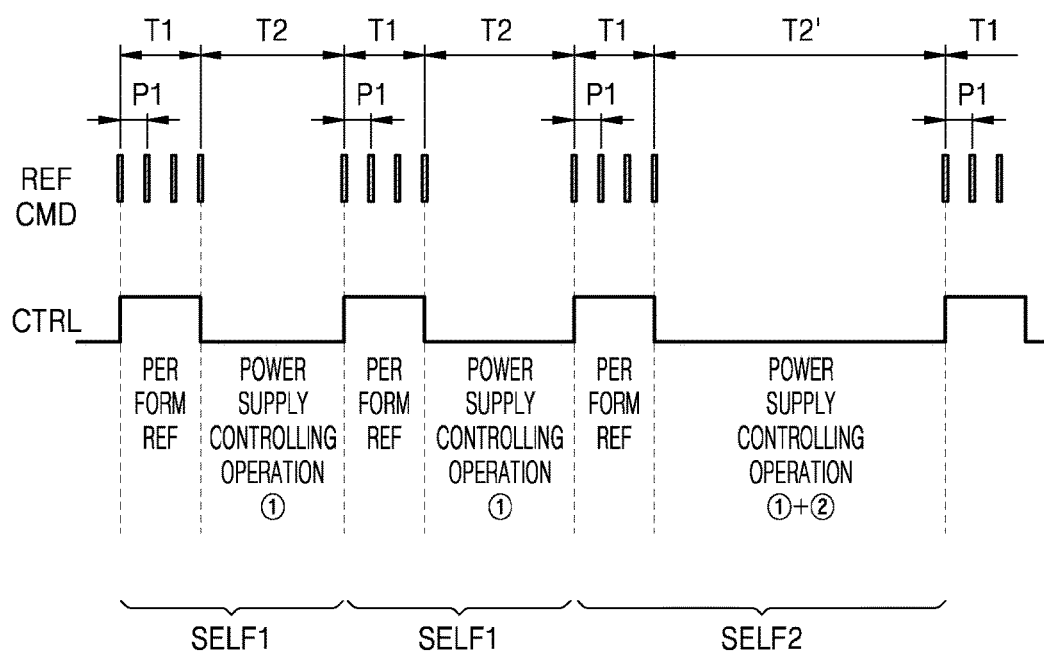 T1 T2 T1 T2 T1 T2' T1
P1 P1 P1 P1
REF
CMD
CTRL
PER
FORM
REF
POWER
SUPPLY
CONTROLLING
OPERATION
①
PER
FORM
REF
POWER
SUPPLY
CONTROLLING
OPERATION
①
PER
FORM
REF
POWER
SUPPLY
CONTROLLING
OPERATION
①+②
SELF1 SELF1 SELF2